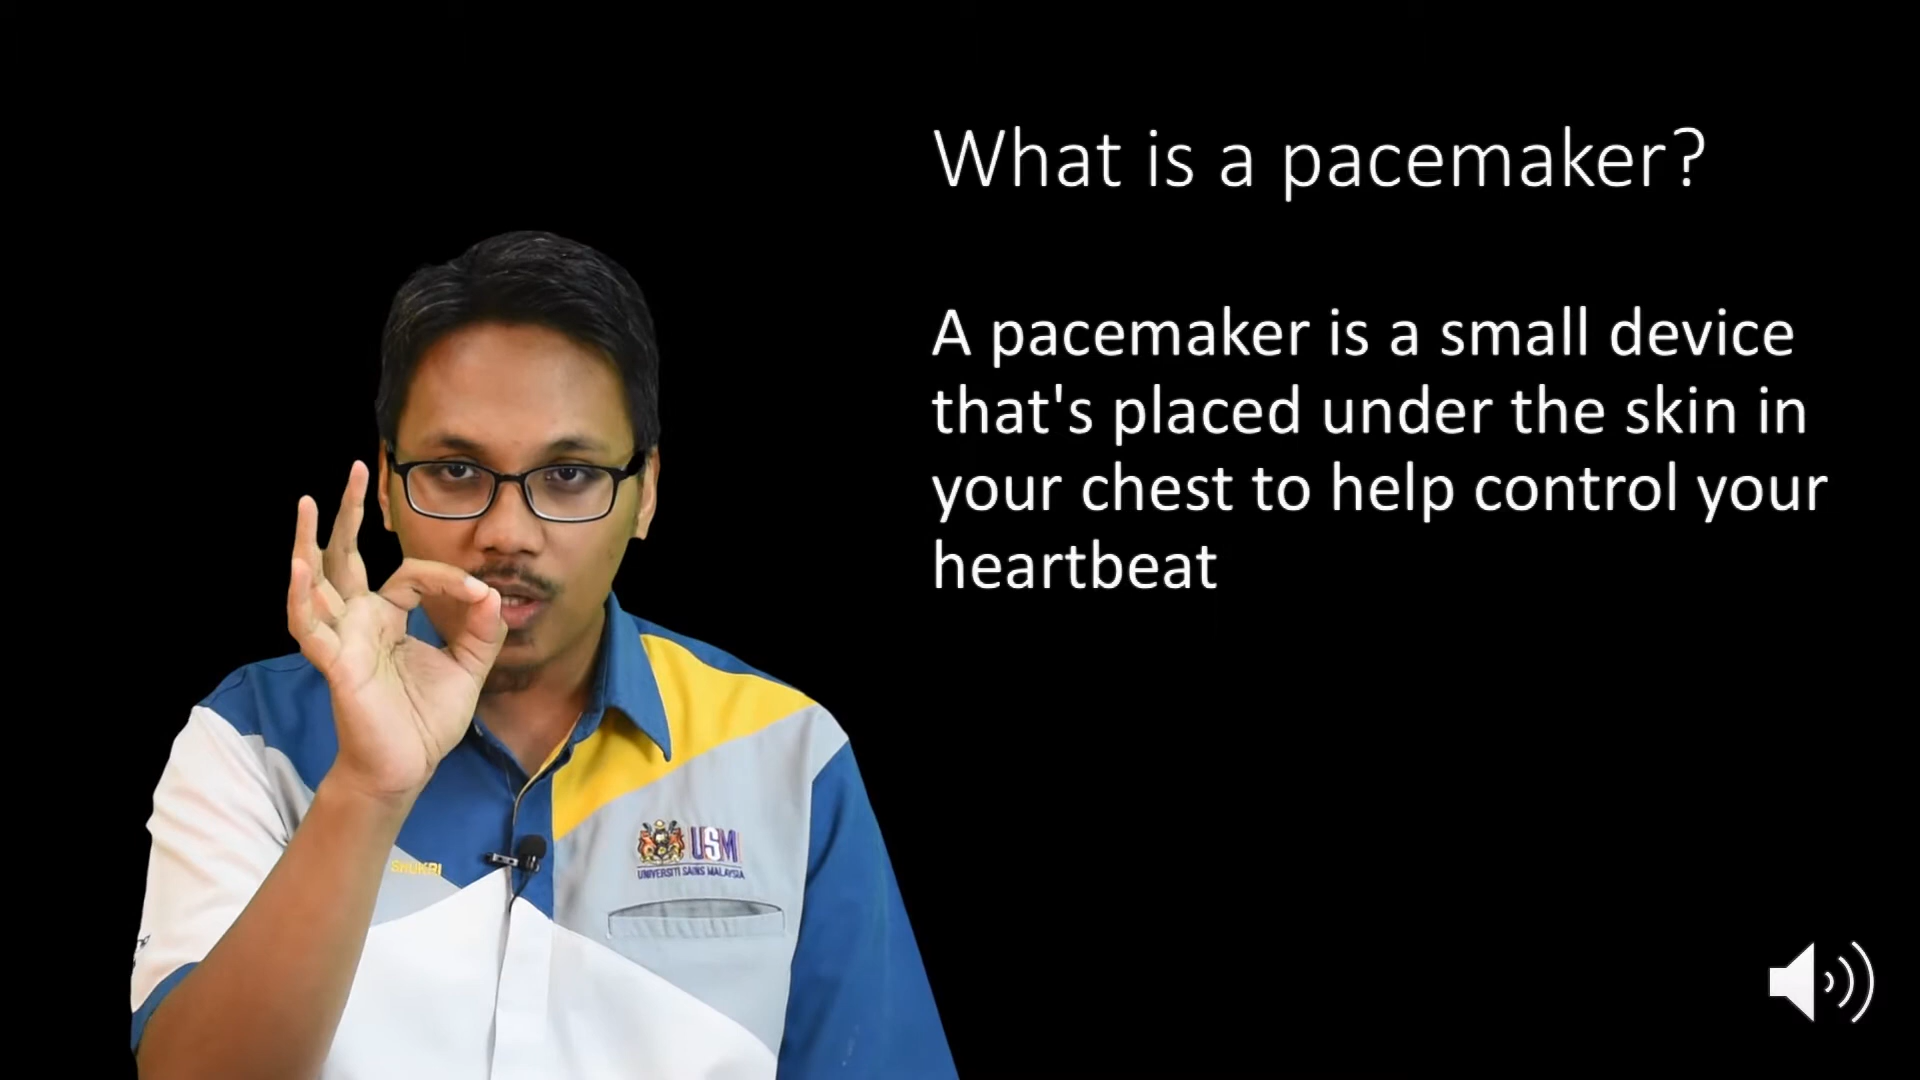 What is a pacemaker?
A pacemaker is a small device
that's placed under the skin in
your chest to help control your
heartbeat
SHUKRI
USM
UNIVERSITI SAINS MALAYSIA